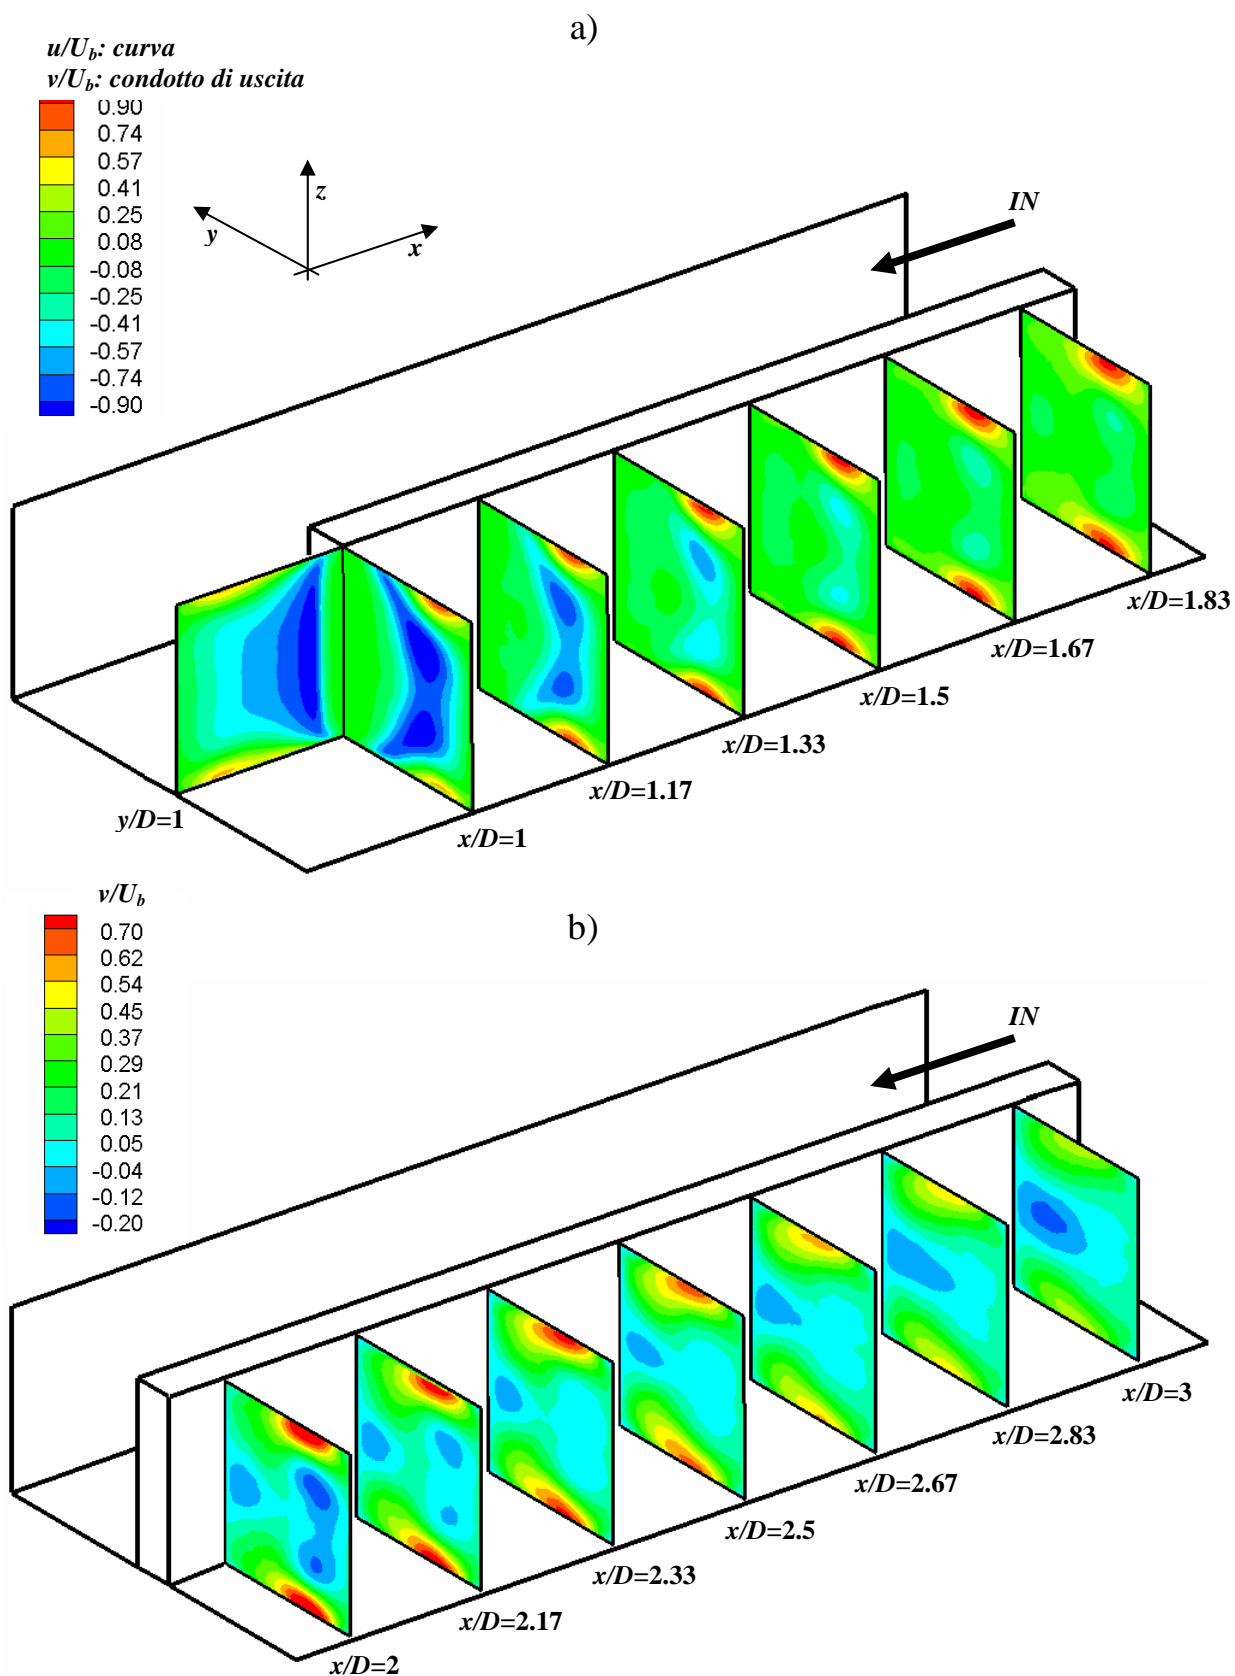 a)
u/U_b: curva
v/U_b: condotto di uscita
0.90
0.74
0.57
0.41
0.25
0.08
-0.08
-0.25
-0.41
-0.57
-0.74
-0.90
z
y
x
IN
x/D=1.83
x/D=1.67
x/D=1.5
x/D=1.33
x/D=1.17
y/D=1
x/D=1
v/U_b
b)
0.70
0.62
0.54
0.45
0.37
0.29
0.21
0.13
0.05
-0.04
-0.12
-0.20
IN
x/D=3
x/D=2.83
x/D=2.67
x/D=2.5
x/D=2.33
x/D=2.17
x/D=2